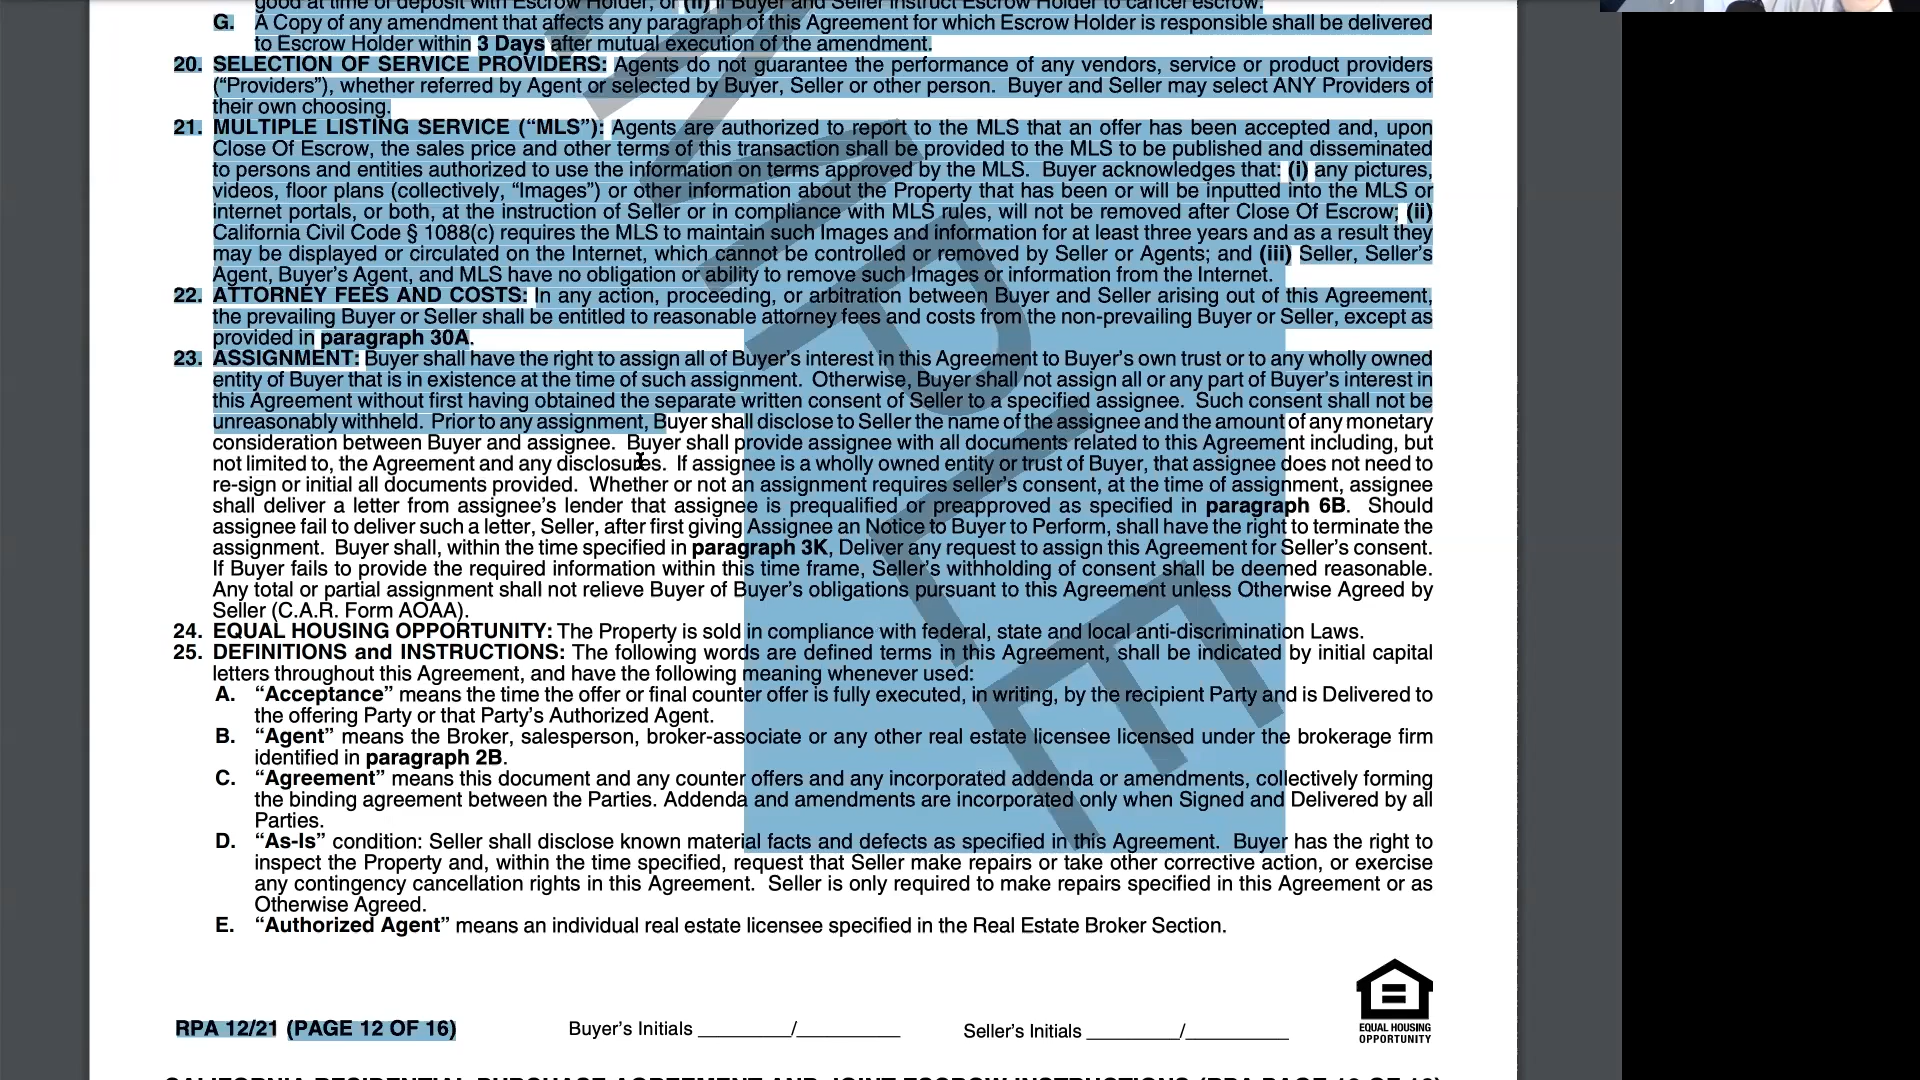 good at time of deposit with Escrow Holder, or (ii) if Buyer and Seller instruct Escrow Holder to cancel escrow.
G. A Copy of any amendment that affects any paragraph of this Agreement for which Escrow Holder is responsible shall be delivered
to Escrow Holder within 3 Days after mutual execution of the amendment.
20. SELECTION OF SERVICE PROVIDERS: Agents do not guarantee the performance of any vendors, service or product providers
(“Providers”), whether referred by Agent or selected by Buyer, Seller or other person. Buyer and Seller may select ANY Providers of
their own choosing.
21. MULTIPLE LISTING SERVICE (“MLS”): Agents are authorized to report to the MLS that an offer has been accepted and, upon
Close Of Escrow, the sales price and other terms of this transaction shall be provided to the MLS to be published and disseminated
to persons and entities authorized to use the information on terms approved by the MLS. Buyer acknowledges that: (i) any pictures,
videos, floor plans (collectively, “Images”) or other information about the Property that has been or will be inputted into the MLS or
internet portals, or both, at the instruction of Seller or in compliance with MLS rules, will not be removed after Close Of Escrow; (ii)
California Civil Code § 1088(c) requires the MLS to maintain such Images and information for at least three years and as a result they
may be displayed or circulated on the Internet, which cannot be controlled or removed by Seller or Agents; and (iii) Seller, Seller’s
Agent, Buyer’s Agent, and MLS have no obligation or ability to remove such Images or information from the Internet.
22. ATTORNEY FEES AND COSTS: In any action, proceeding, or arbitration between Buyer and Seller arising out of this Agreement,
the prevailing Buyer or Seller shall be entitled to reasonable attorney fees and costs from the non-prevailing Buyer or Seller, except as
provided in paragraph 30A.
23. ASSIGNMENT: Buyer shall have the right to assign all of Buyer’s interest in this Agreement to Buyer’s own trust or to any wholly owned
entity of Buyer that is in existence at the time of such assignment. Otherwise, Buyer shall not assign all or any part of Buyer’s interest in
this Agreement without first having obtained the separate written consent of Seller to a specified assignee. Such consent shall not be
unreasonably withheld. Prior to any assignment, Buyer shall disclose to Seller the name of the assignee and the amount of any monetary
consideration between Buyer and assignee. Buyer shall provide assignee with all documents related to this Agreement including, but
not limited to, the Agreement and any disclosures. If assignee is a wholly owned entity or trust of Buyer, that assignee does not need to
re-sign or initial all documents provided. Whether or not an assignment requires seller’s consent, at the time of assignment, assignee
shall deliver a letter from assignee’s lender that assignee is prequalified or preapproved as specified in paragraph 6B. Should
assignee fail to deliver such a letter, Seller, after first giving Assignee an Notice to Buyer to Perform, shall have the right to terminate the
assignment. Buyer shall, within the time specified in paragraph 3K, Deliver any request to assign this Agreement for Seller’s consent.
If Buyer fails to provide the required information within this time frame, Seller’s withholding of consent shall be deemed reasonable.
Any total or partial assignment shall not relieve Buyer of Buyer’s obligations pursuant to this Agreement unless Otherwise Agreed by
Seller (C.A.R. Form AOAA).
24. EQUAL HOUSING OPPORTUNITY: The Property is sold in compliance with federal, state and local anti-discrimination Laws.
25. DEFINITIONS and INSTRUCTIONS: The following words are defined terms in this Agreement, shall be indicated by initial capital
letters throughout this Agreement, and have the following meaning whenever used:
A. “Acceptance” means the time the offer or final counter offer is fully executed, in writing, by the recipient Party and is Delivered to
the offering Party or that Party’s Authorized Agent.
B. “Agent” means the Broker, salesperson, broker-associate or any other real estate licensee licensed under the brokerage firm
identified in paragraph 2B.
C. “Agreement” means this document and any counter offers and any incorporated addenda or amendments, collectively forming
the binding agreement between the Parties. Addenda and amendments are incorporated only when Signed and Delivered by all
Parties.
D. “As-Is” condition: Seller shall disclose known material facts and defects as specified in this Agreement. Buyer has the right to
inspect the Property and, within the time specified, request that Seller make repairs or take other corrective action, or exercise
any contingency cancellation rights in this Agreement. Seller is only required to make repairs specified in this Agreement or as
Otherwise Agreed.
E. “Authorized Agent” means an individual real estate licensee specified in the Real Estate Broker Section.
EQUAL HOUSING
OPPORTUNITY
RPA 12/21 (PAGE 12 OF 16) Buyer’s Initials ________/_________ Seller’s Initials ________/_________
CALIFORNIA RESIDENTIAL PURCHASE AGREEMENT AND JOINT ESCROW INSTRUCTIONS (RPA PAGE 12 OF 16)